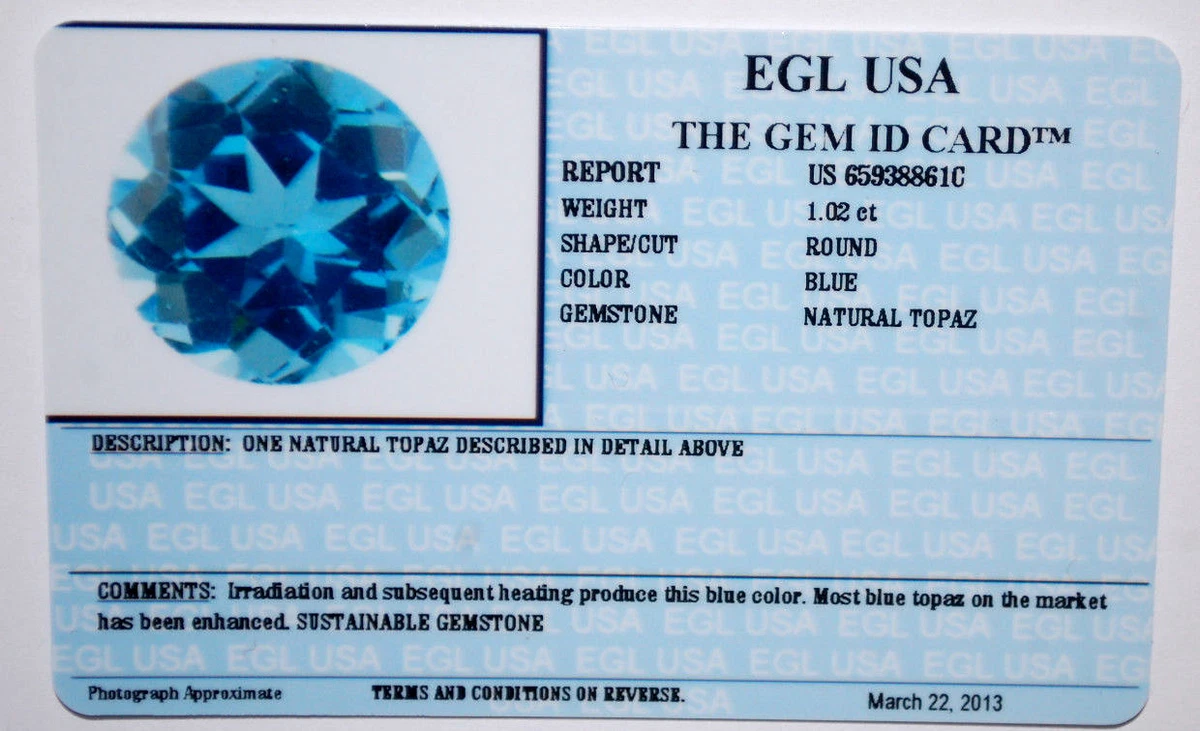 EGL USA
THE GEM ID CARD™
REPORT US 65938861C
WEIGHT 1.02 ct
SHAPE/CUT ROUND
COLOR BLUE
GEMSTONE NATURAL TOPAZ
DESCRIPTION: ONE NATURAL TOPAZ DESCRIBED IN DETAIL ABOVE
COMMENTS: Irradiation and subsequent heating produce this blue color. Most blue topaz on the market
has been enhanced. SUSTAINABLE GEMSTONE
Photograph Approximate TERMS AND CONDITIONS ON REVERSE. March 22, 2013